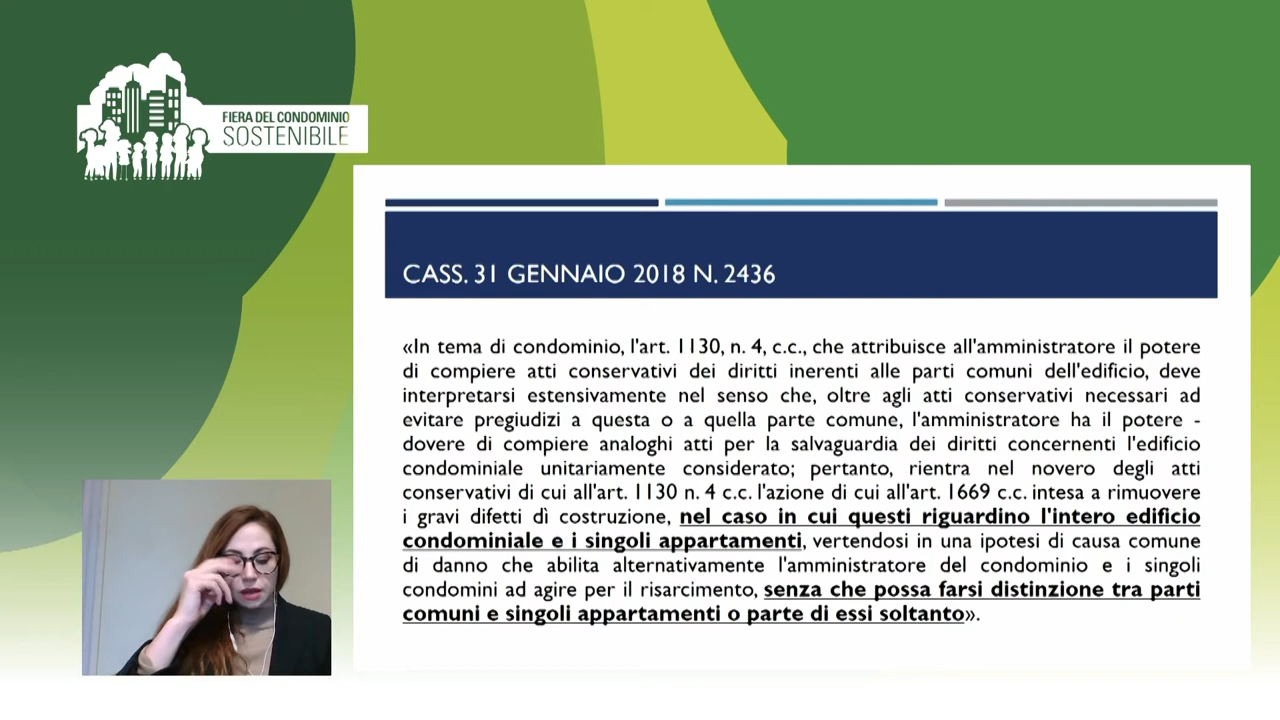 FIERA DEL CONDOMINIO
SOSTENIBILE
CASS. 31 GENNAIO 2018 N. 2436
«In tema di condominio, l'art. 1130, n. 4, c.c., che attribuisce all'amministratore il potere
di compiere atti conservativi dei diritti inerenti alle parti comuni dell'edificio, deve
interpretarsi estensivamente nel senso che, oltre agli atti conservativi necessari ad
evitare pregiudizi a questa o a quella parte comune, l'amministratore ha il potere -
dovere di compiere analoghi atti per la salvaguardia dei diritti concernenti l'edificio
condominiale unitariamente considerato; pertanto, rientra nel novero degli atti
conservativi di cui all'art. 1130 n. 4 c.c. l'azione di cui all'art. 1669 c.c. intesa a rimuovere
i gravi difetti dì costruzione, nel caso in cui questi riguardino l'intero edificio
condominiale e i singoli appartamenti, vertendosi in una ipotesi di causa comune
di danno che abilita alternativamente l'amministratore del condominio e i singoli
condomini ad agire per il risarcimento, senza che possa farsi distinzione tra parti
comuni e singoli appartamenti o parte di essi soltanto».